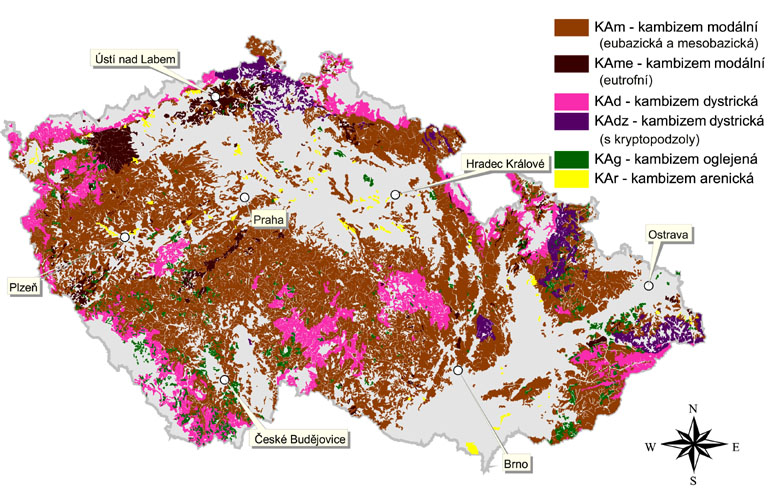 KAm - kambizem modální
(eubazická a mesobazická)
KAme - kambizem modální
(eutrofní)
KAd - kambizem dystrická
KAdz - kambizem dystrická
(s kryptopodzoly)
KAg - kambizem oglejená
KAr - kambizem arenická
Ústí nad Labem
Hradec Králové
Praha
Ostrava
Plzeň
České Budějovice
Brno
N
W E
S